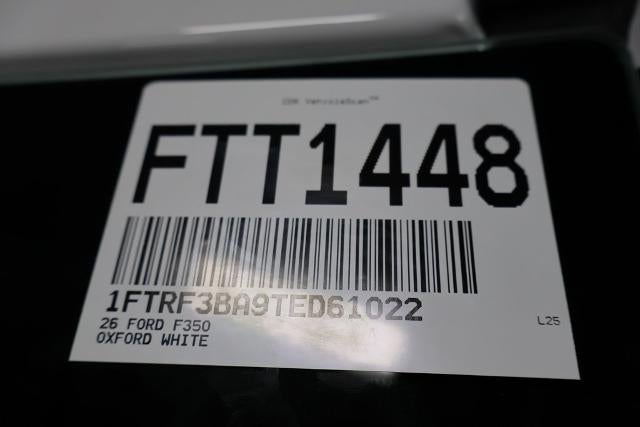 CDK VehicleScan™
FTT1448
1FTRF3BA9TED61022
26 FORD F350
OXFORD WHITE
L25